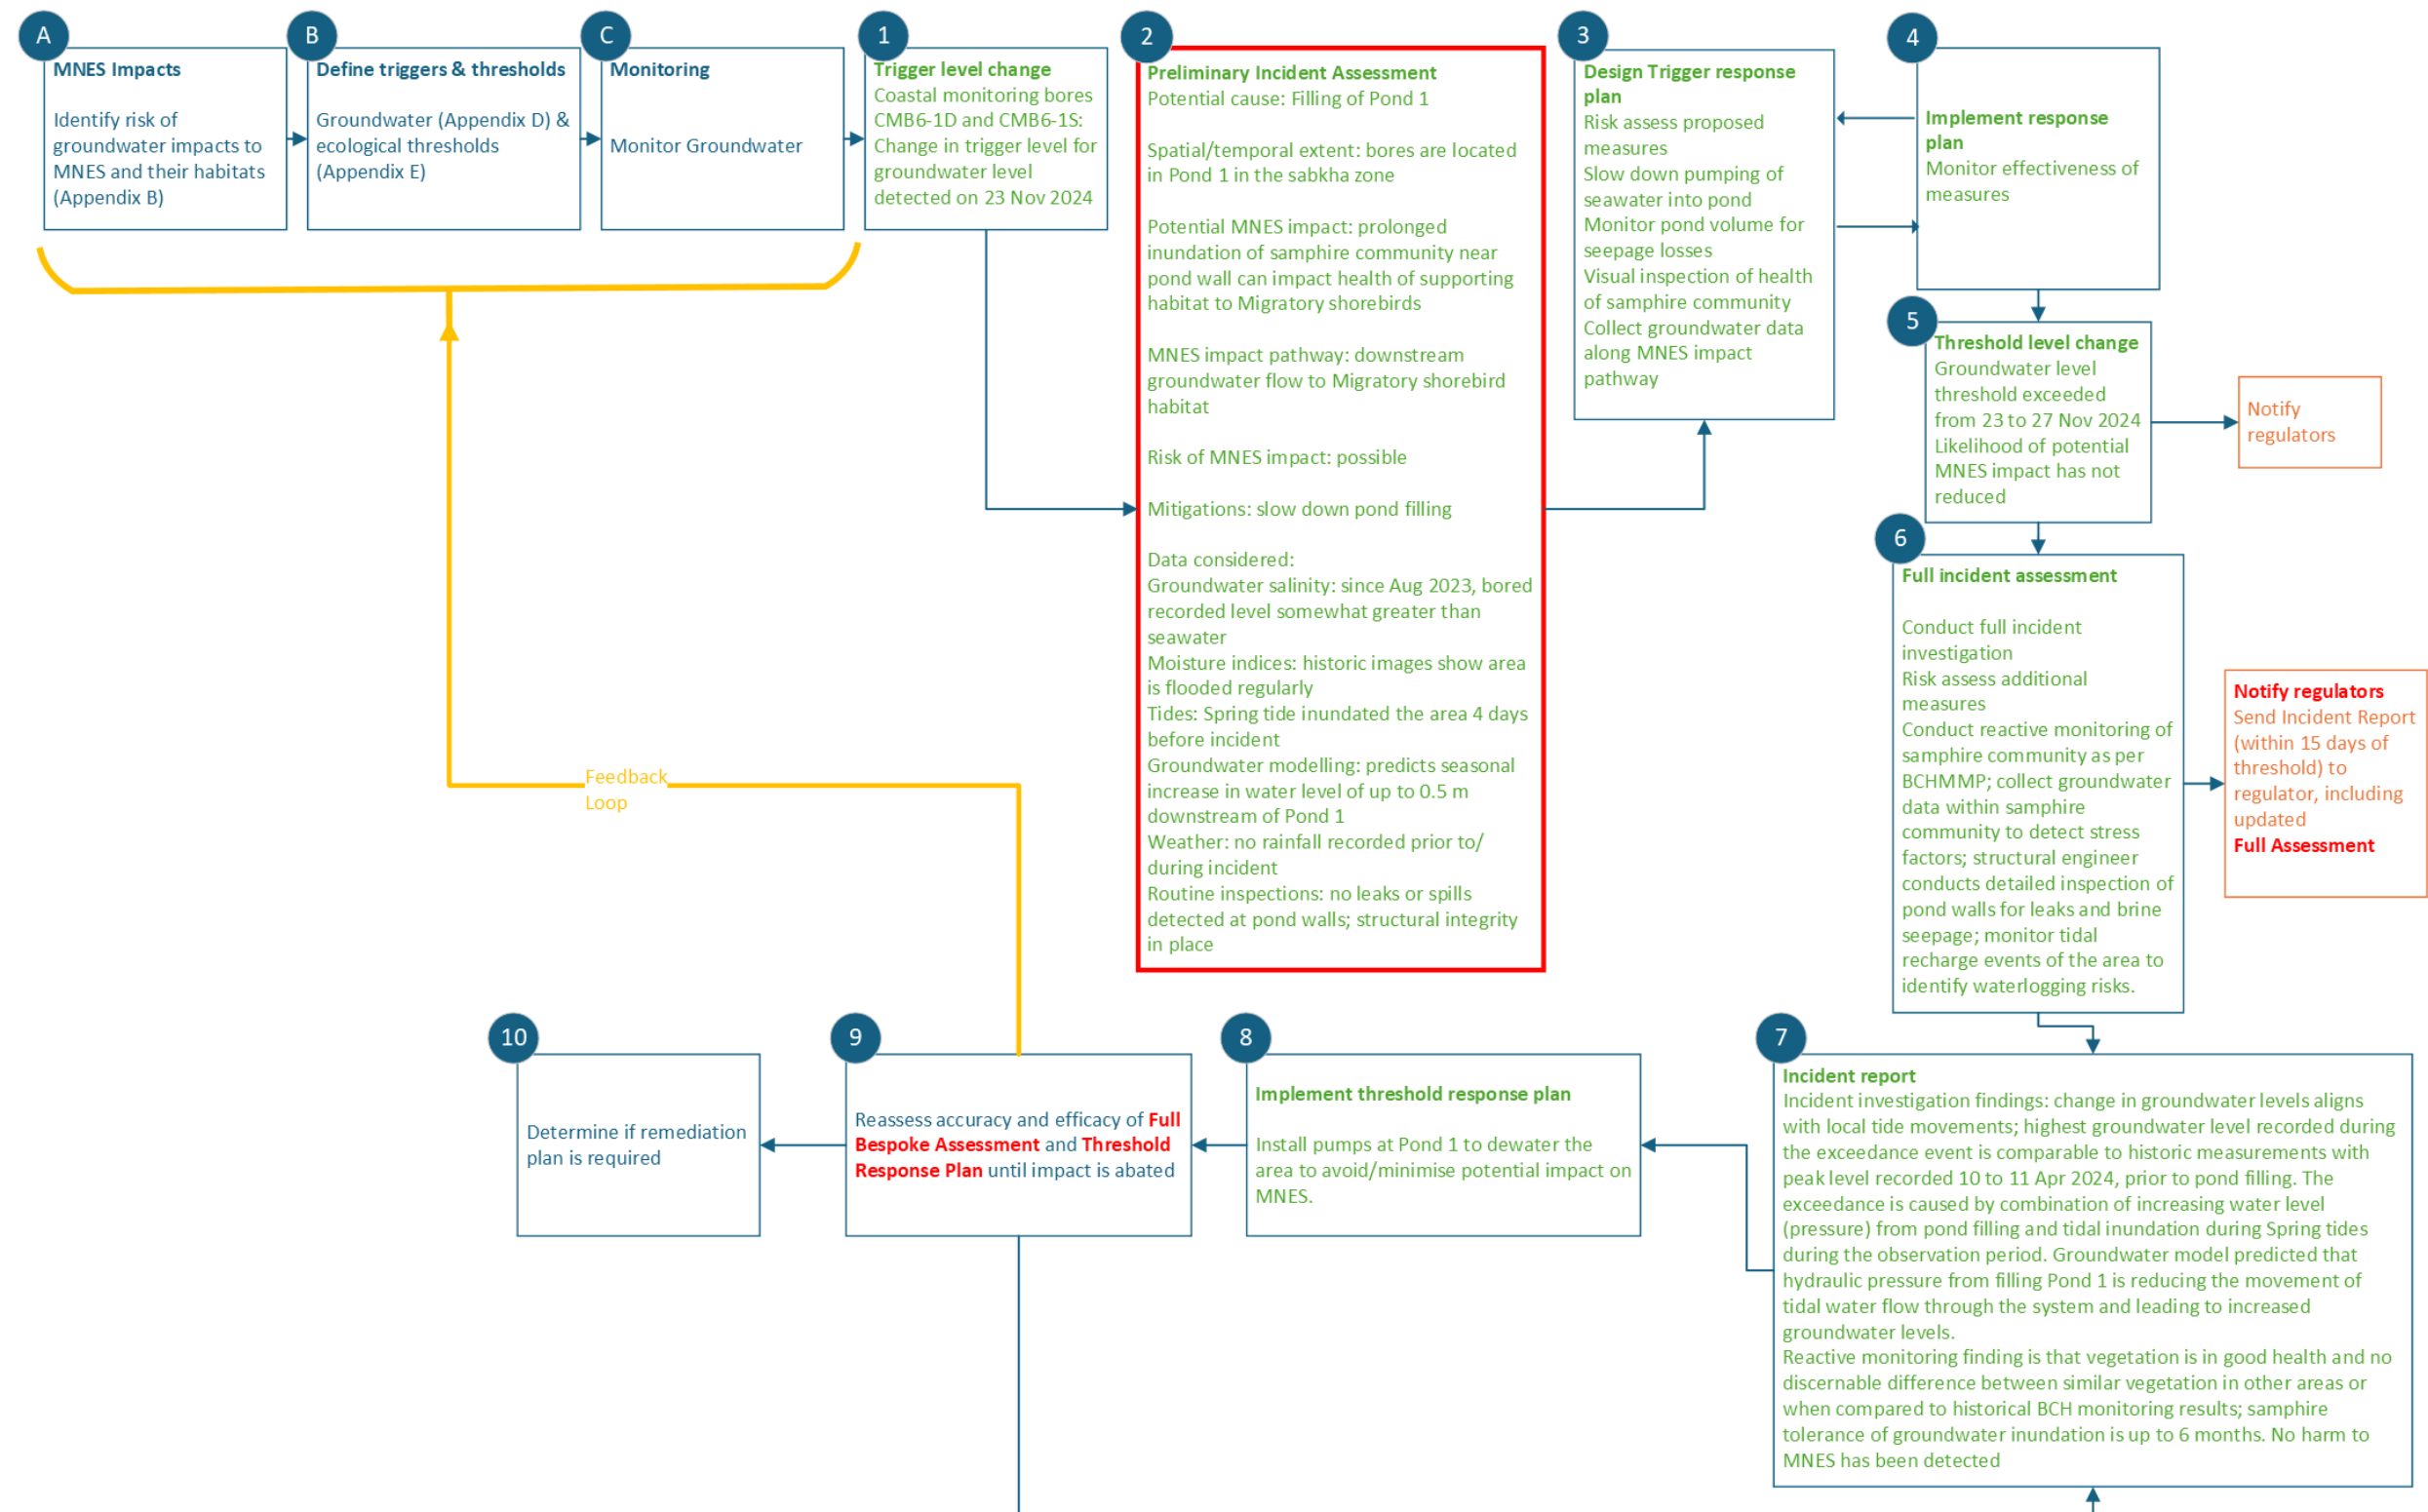 A
MNES Impacts
Identify risk of
groundwater impacts to
MNES and their habitats
(Appendix B)
B
Define triggers & thresholds
Groundwater (Appendix D) &
ecological thresholds
(Appendix E)
C
Monitoring
Monitor Groundwater
1
Trigger level change
Coastal monitoring bores
CMB6-1D and CMB6-1S:
Change in trigger level for
groundwater level
detected on 23 Nov 2024
2
Preliminary Incident Assessment
Potential cause: Filling of Pond 1
Spatial/temporal extent: bores are located
in Pond 1 in the sabkha zone
Potential MNES impact: prolonged
inundation of samphire community near
pond wall can impact health of supporting
habitat to Migratory shorebirds
MNES impact pathway: downstream
groundwater flow to Migratory shorebird
habitat
Risk of MNES impact: possible
Mitigations: slow down pond filling
Data considered:
Groundwater salinity: since Aug 2023, bored
recorded level somewhat greater than
seawater
Moisture indices: historic images show area
is flooded regularly
Tides: Spring tide inundated the area 4 days
before incident
Groundwater modelling: predicts seasonal
increase in water level of up to 0.5 m
downstream of Pond 1
Weather: no rainfall recorded prior to/
during incident
Routine inspections: no leaks or spills
detected at pond walls; structural integrity
in place
3
Design Trigger response
plan
Risk assess proposed
measures
Slow down pumping of
seawater into pond
Monitor pond volume for
seepage losses
Visual inspection of health
of samphire community
Collect groundwater data
along MNES impact
pathway
4
Implement response
plan
Monitor effectiveness of
measures
5
Threshold level change
Groundwater level
threshold exceeded
from 23 to 27 Nov 2024
Likelihood of potential
MNES impact has not
reduced
Notify
regulators
6
Full incident assessment
Conduct full incident
investigation
Risk assess additional
measures
Conduct reactive monitoring of
samphire community as per
BCHMMP; collect groundwater
data within samphire
community to detect stress
factors; structural engineer
conducts detailed inspection of
pond walls for leaks and brine
seepage; monitor tidal
recharge events of the area to
identify waterlogging risks.
Notify regulators
Send Incident Report
(within 15 days of
threshold) to
regulator, including
updated
Full Assessment
Feedback
Loop
7
Incident report
Incident investigation findings: change in groundwater levels aligns
with local tide movements; highest groundwater level recorded during
the exceedance event is comparable to historic measurements with
peak level recorded 10 to 11 Apr 2024, prior to pond filling. The
exceedance is caused by combination of increasing water level
(pressure) from pond filling and tidal inundation during Spring tides
during the observation period. Groundwater model predicted that
hydraulic pressure from filling Pond 1 is reducing the movement of
tidal water flow through the system and leading to increased
groundwater levels.
Reactive monitoring finding is that vegetation is in good health and no
discernable difference between similar vegetation in other areas or
when compared to historical BCH monitoring results; samphire
tolerance of groundwater inundation is up to 6 months. No harm to
MNES has been detected
8
Implement threshold response plan
Install pumps at Pond 1 to dewater the
area to avoid/minimise potential impact on
MNES.
9
Reassess accuracy and efficacy of Full
Bespoke Assessment and Threshold
Response Plan until impact is abated
10
Determine if remediation
plan is required